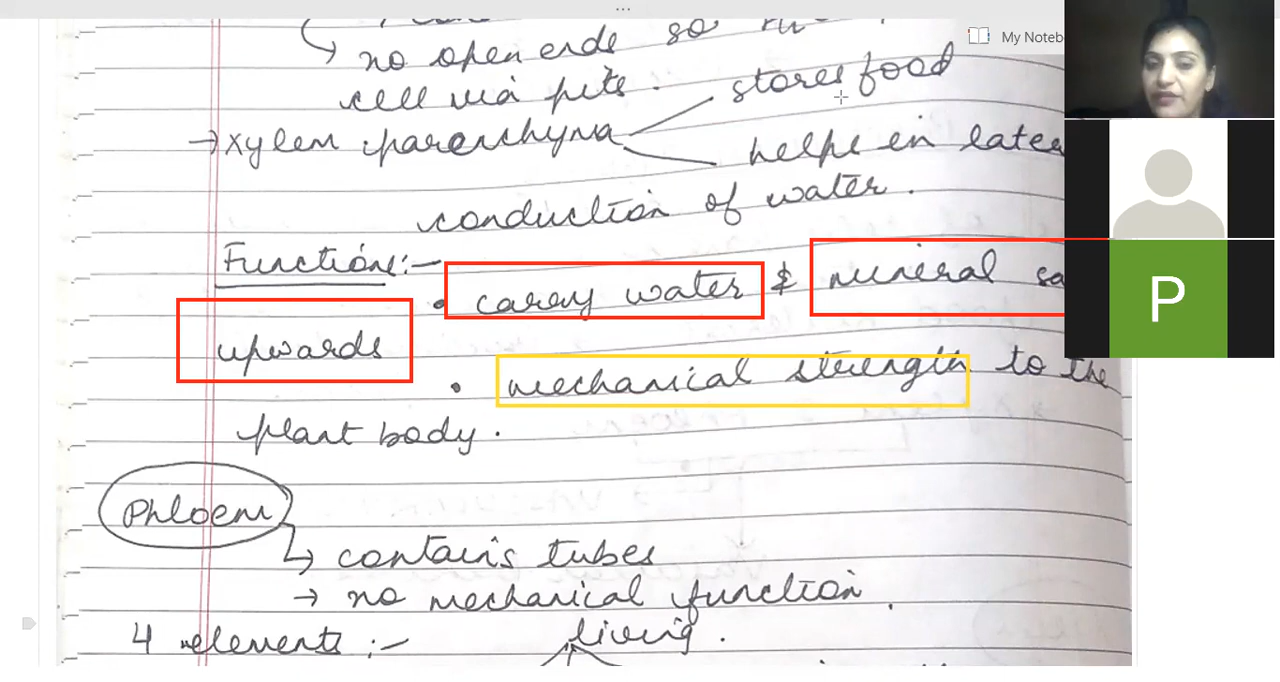 no open ends so
cell via pits.
→ xylem parenchyma stores food
helps in late
conduction of water.
Functions:-
• carry water & mineral sa
upwards
• mechanical strength to the
plant body.
Phloem
↳ contains tubes
→ no mechanical function.
4 elements :- living.
My Noteb
P